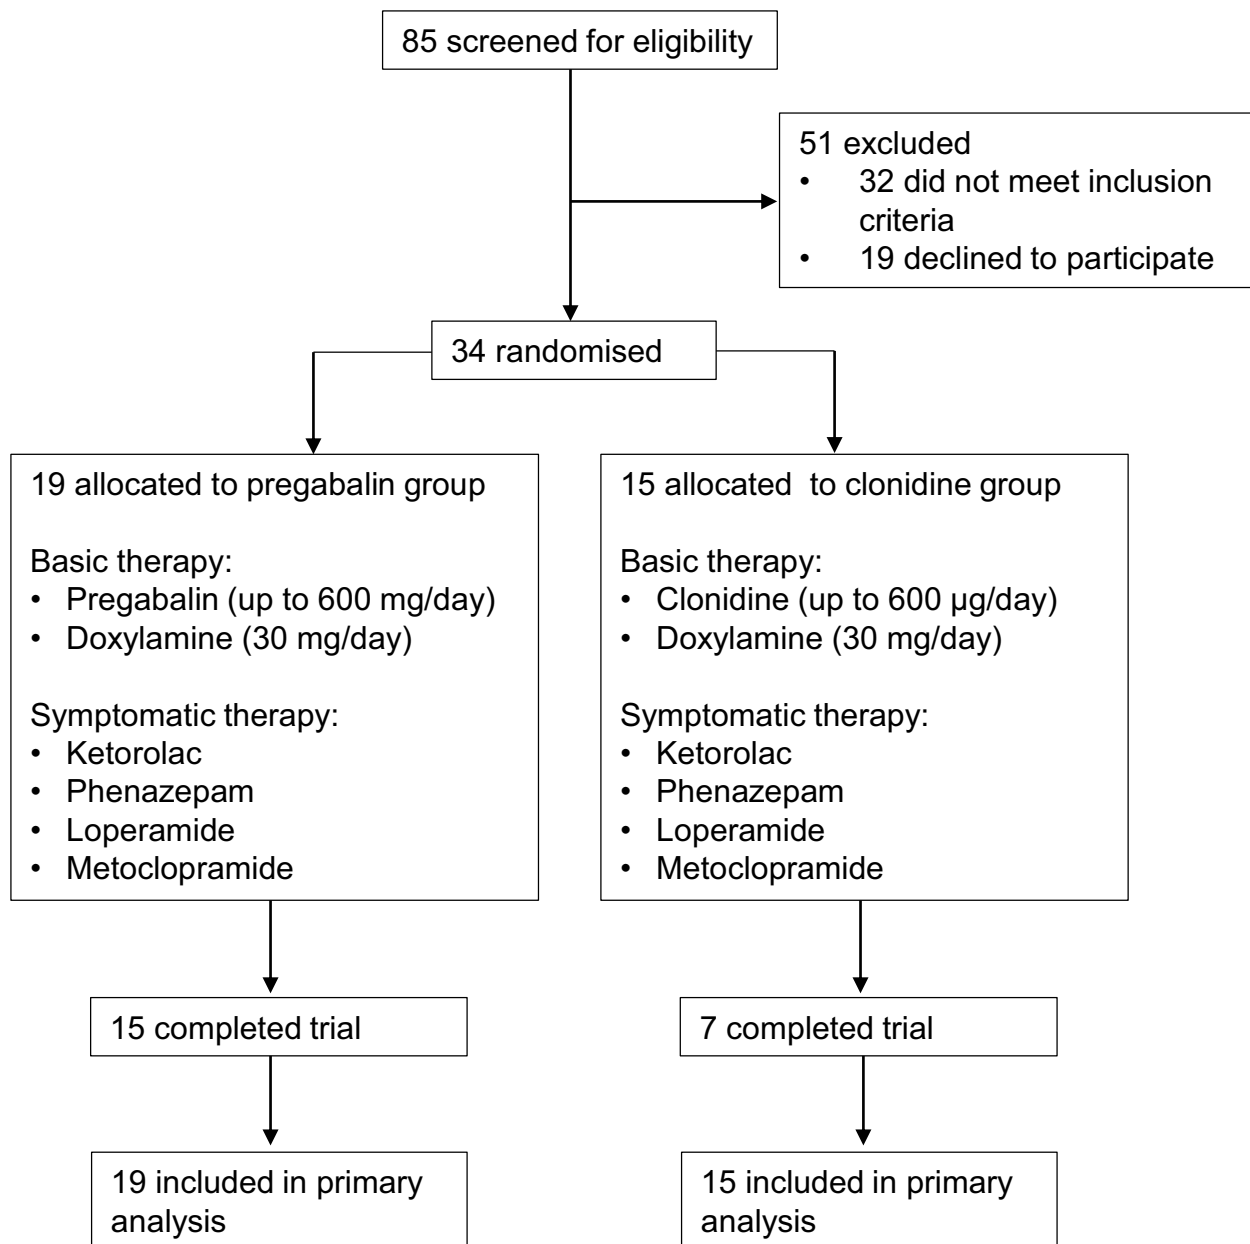 85 screened for eligibility
51 excluded
• 32 did not meet inclusion
criteria
• 19 declined to participate
34 randomised
19 allocated to pregabalin group
Basic therapy:
• Pregabalin (up to 600 mg/day)
• Doxylamine (30 mg/day)
Symptomatic therapy:
• Ketorolac
• Phenazepam
• Loperamide
• Metoclopramide
15 allocated to clonidine group
Basic therapy:
• Clonidine (up to 600 µg/day)
• Doxylamine (30 mg/day)
Symptomatic therapy:
• Ketorolac
• Phenazepam
• Loperamide
• Metoclopramide
15 completed trial
7 completed trial
19 included in primary
analysis
15 included in primary
analysis